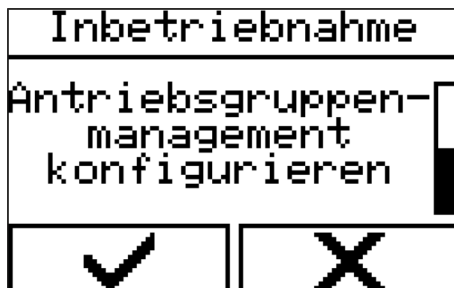 Inbetriebnahme
Antriebsgruppen-
management
konfigurieren